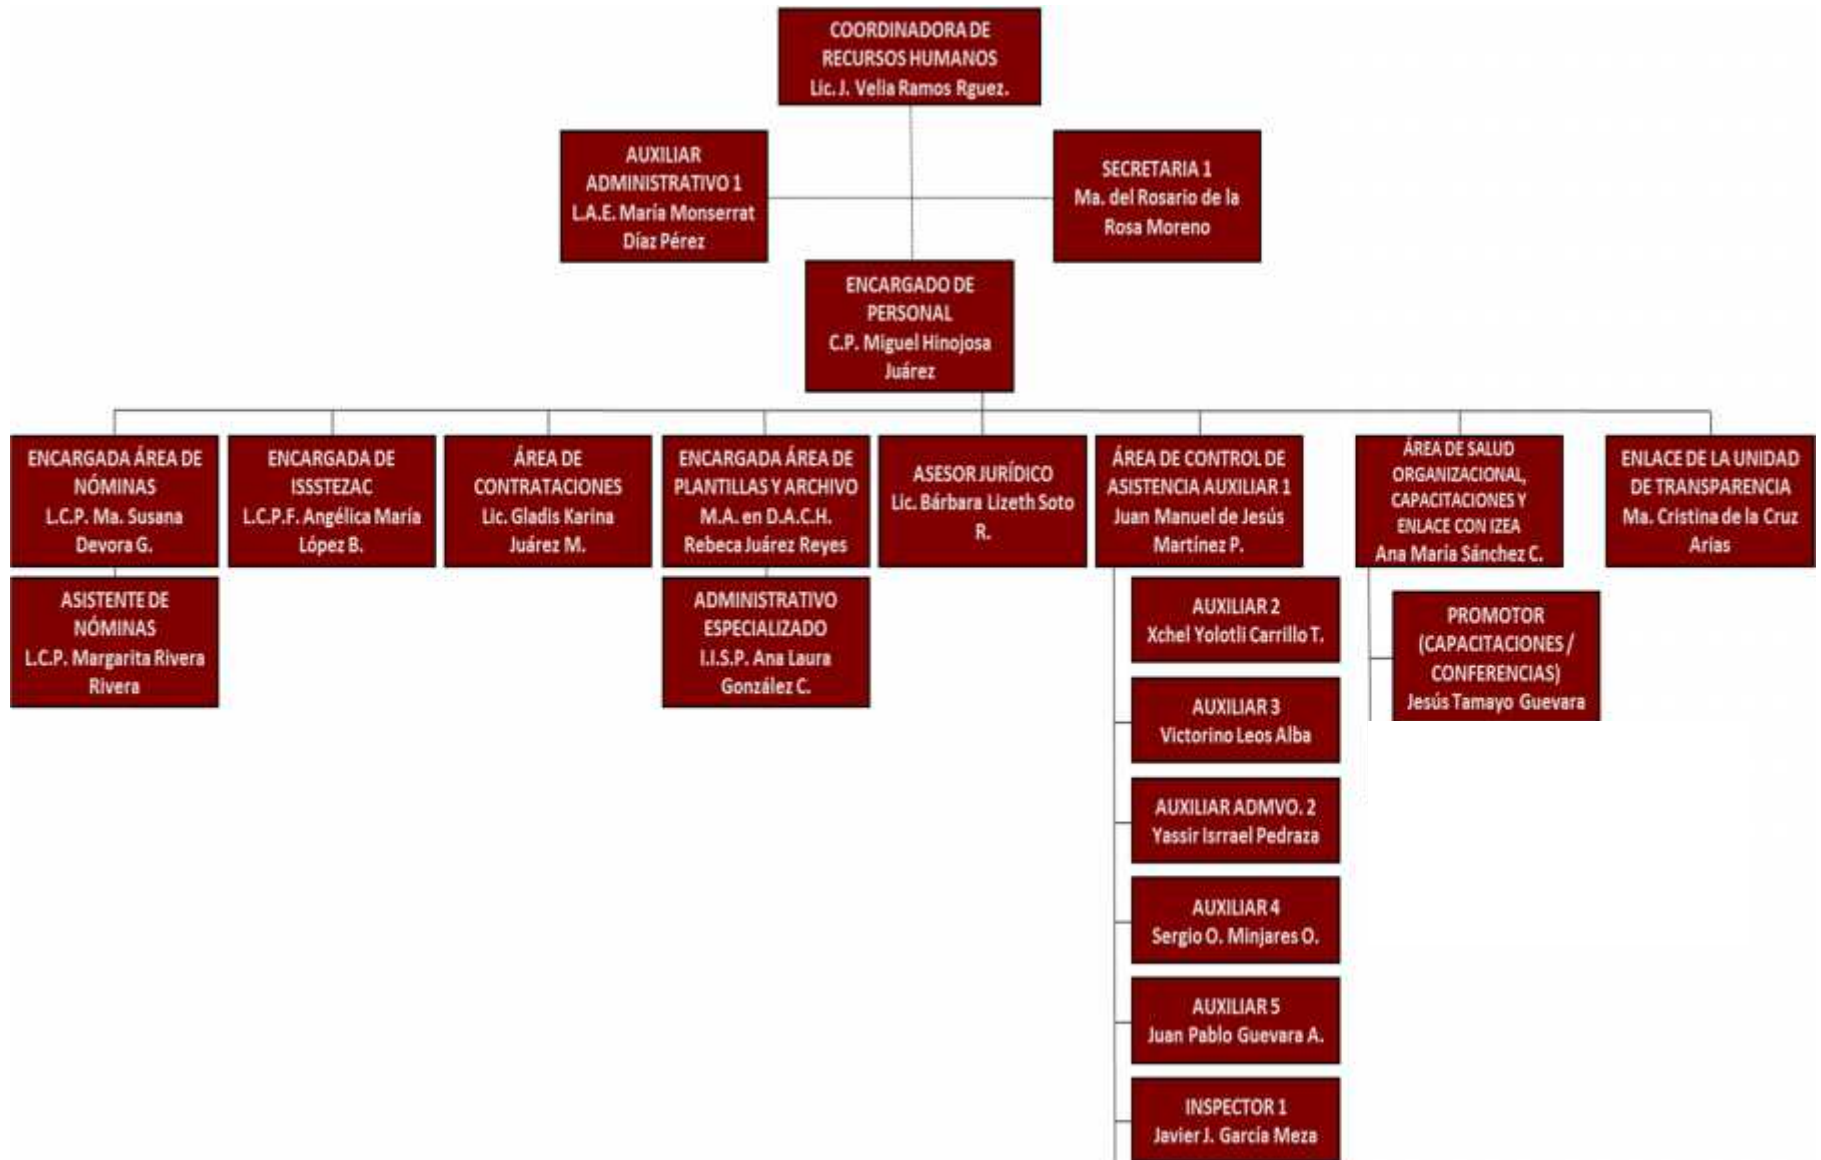 COORDINADORA DE
RECURSOS HUMANOS
Lic. J. Velia Ramos Rguez.
AUXILIAR
ADMINISTRATIVO 1
L.A.E. María Monserrat
Díaz Pérez
SECRETARIA 1
Ma. del Rosario de la
Rosa Moreno
ENCARGADO DE
PERSONAL
C.P. Miguel Hinojosa
Juárez
ENCARGADA ÁREA DE
NÓMINAS
L.C.P. Ma. Susana
Devora G.
ENCARGADA DE
ISSSTEZAC
L.C.P.F. Angélica María
López B.
ÁREA DE
CONTRATACIONES
Lic. Gladis Karina
Juárez M.
ENCARGADA ÁREA DE
PLANTILLAS Y ARCHIVO
M.A. en D.A.C.H.
Rebeca Juárez Reyes
ASESOR JURÍDICO
Lic. Bárbara Lizeth Soto
R.
ÁREA DE CONTROL DE
ASISTENCIA AUXILIAR 1
Juan Manuel de Jesús
Martínez P.
ÁREA DE SALUD
ORGANIZACIONAL,
CAPACITACIONES Y
ENLACE CON IZEA
Ana María Sánchez C.
ENLACE DE LA UNIDAD
DE TRANSPARENCIA
Ma. Cristina de la Cruz
Arias
ASISTENTE DE
NÓMINAS
L.C.P. Margarita Rivera
Rivera
ADMINISTRATIVO
ESPECIALIZADO
I.I.S.P. Ana Laura
González C.
AUXILIAR 2
Xchel Yolotli Carrillo T.
AUXILIAR 3
Victorino Leos Alba
AUXILIAR ADMVO. 2
Yassir Isrrael Pedraza
AUXILIAR 4
Sergio O. Minjares O.
AUXILIAR 5
Juan Pablo Guevara A.
INSPECTOR 1
Javier J. García Meza
PROMOTOR
(CAPACITACIONES /
CONFERENCIAS)
Jesús Tamayo Guevara